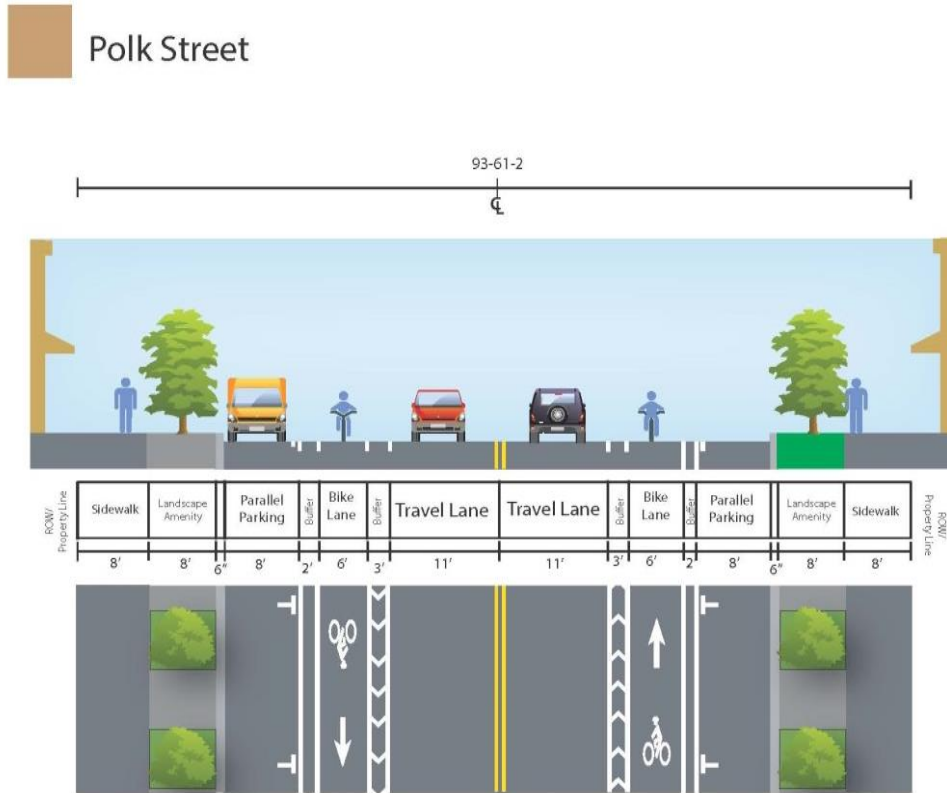 Polk Street
93-61-2
℄
ROW/
Property Line
Sidewalk
Landscape
Amenity
Parallel
Parking
Buffer
Bike
Lane
Buffer
Travel Lane
Travel Lane
Buffer
Bike
Lane
Buffer
Parallel
Parking
Landscape
Amenity
Sidewalk
ROW/
Property Line
8' 8' 6" 8' 2' 6' 3' 11' 11' 3' 6' 2' 8' 6" 8' 8'